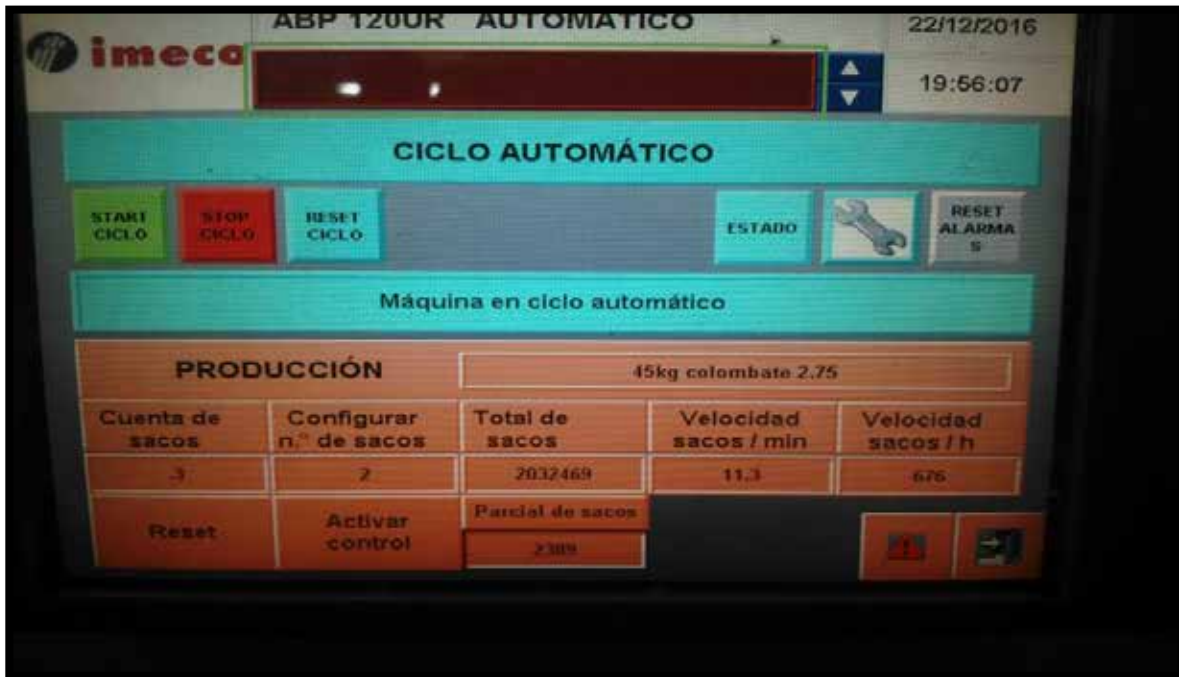 ABP 120UR AUTOMATICO
22/12/2016
imeco
19:56:07
CICLO AUTOMÁTICO
START
CICLO
STOP
CICLO
RESET
CICLO
ESTADO
RESET
ALARMA
S
Máquina en ciclo automático
PRODUCCIÓN
45kg colombate 2.75
Cuenta de
sacos
Configurar
n.° de sacos
Total de
sacos
Velocidad
sacos / min
Velocidad
sacos / h
3
2
2032469
11.3
676
Reset
Activar
control
Parcial de sacos
2389